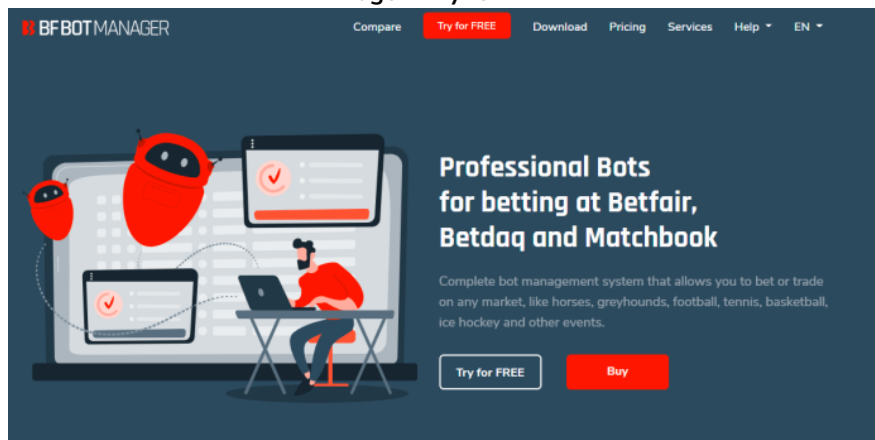 BF BOT MANAGER
Compare
Try for FREE
Download
Pricing
Services
Help
EN
Professional Bots
for betting at Betfair,
Betdaq and Matchbook
Complete bot management system that allows you to bet or trade
on any market, like horses, greyhounds, football, tennis, basketball,
ice hockey and other events.
Try for FREE
Buy